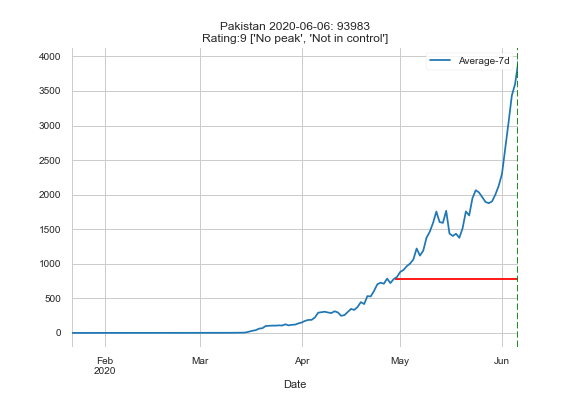 Pakistan 2020-06-06: 93983
Rating:9 ['No peak', 'Not in control']
Average-7d
4000
3500
3000
2500
2000
1500
1000
500
0
Feb Mar Apr May Jun
2020
Date